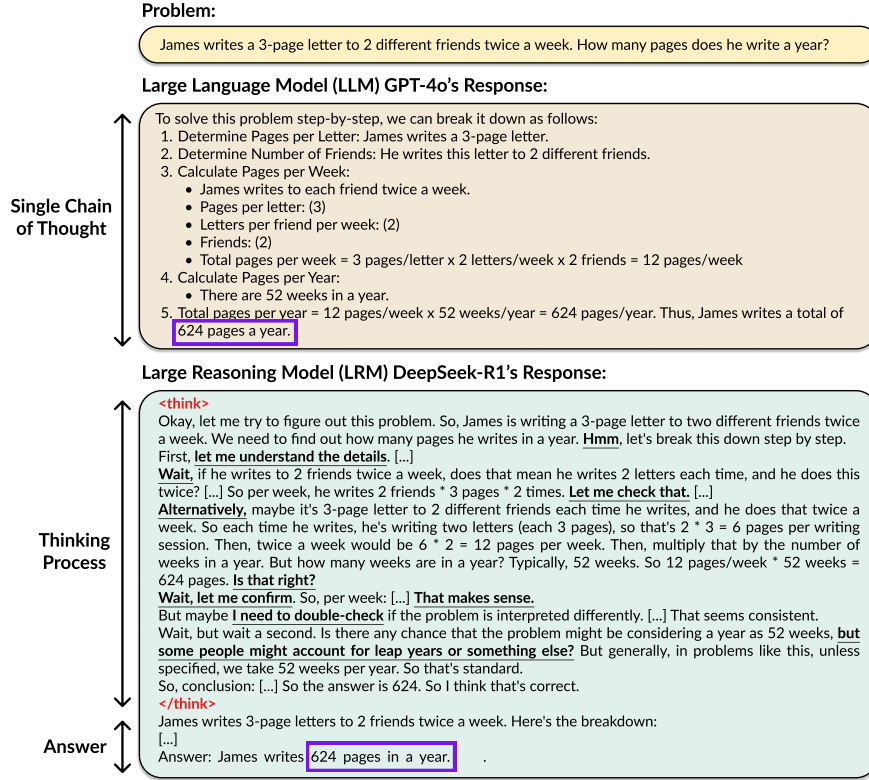 Problem:
James writes a 3-page letter to 2 different friends twice a week. How many pages does he write a year?
Large Language Model (LLM) GPT-4o's Response:
Single Chain
of Thought
To solve this problem step-by-step, we can break it down as follows:
1. Determine Pages per Letter: James writes a 3-page letter.
2. Determine Number of Friends: He writes this letter to 2 different friends.
3. Calculate Pages per Week:
• James writes to each friend twice a week.
• Pages per letter: (3)
• Letters per friend per week: (2)
• Friends: (2)
• Total pages per week = 3 pages/letter x 2 letters/week x 2 friends = 12 pages/week
4. Calculate Pages per Year:
• There are 52 weeks in a year.
5. Total pages per year = 12 pages/week x 52 weeks/year = 624 pages/year. Thus, James writes a total of
624 pages a year.
Large Reasoning Model (LRM) DeepSeek-R1's Response:
Thinking
Process
<think>
Okay, let me try to figure out this problem. So, James is writing a 3-page letter to two different friends twice
a week. We need to find out how many pages he writes in a year. Hmm, let's break this down step by step.
First, let me understand the details. [...]
Wait, if he writes to 2 friends twice a week, does that mean he writes 2 letters each time, and he does this
twice? [...] So per week, he writes 2 friends * 3 pages * 2 times. Let me check that. [...]
Alternatively, maybe it's 3-page letter to 2 different friends each time he writes, and he does that twice a
week. So each time he writes, he's writing two letters (each 3 pages), so that's 2 * 3 = 6 pages per writing
session. Then, twice a week would be 6 * 2 = 12 pages per week. Then, multiply that by the number of
weeks in a year. But how many weeks are in a year? Typically, 52 weeks. So 12 pages/week * 52 weeks =
624 pages. Is that right?
Wait, let me confirm. So, per week: [...] That makes sense.
But maybe I need to double-check if the problem is interpreted differently. [...] That seems consistent.
Wait, but wait a second. Is there any chance that the problem might be considering a year as 52 weeks, but
some people might account for leap years or something else? But generally, in problems like this, unless
specified, we take 52 weeks per year. So that's standard.
So, conclusion: [...] So the answer is 624. So I think that's correct.
</think>
Answer
James writes 3-page letters to 2 friends twice a week. Here's the breakdown:
[...]
Answer: James writes 624 pages in a year. .